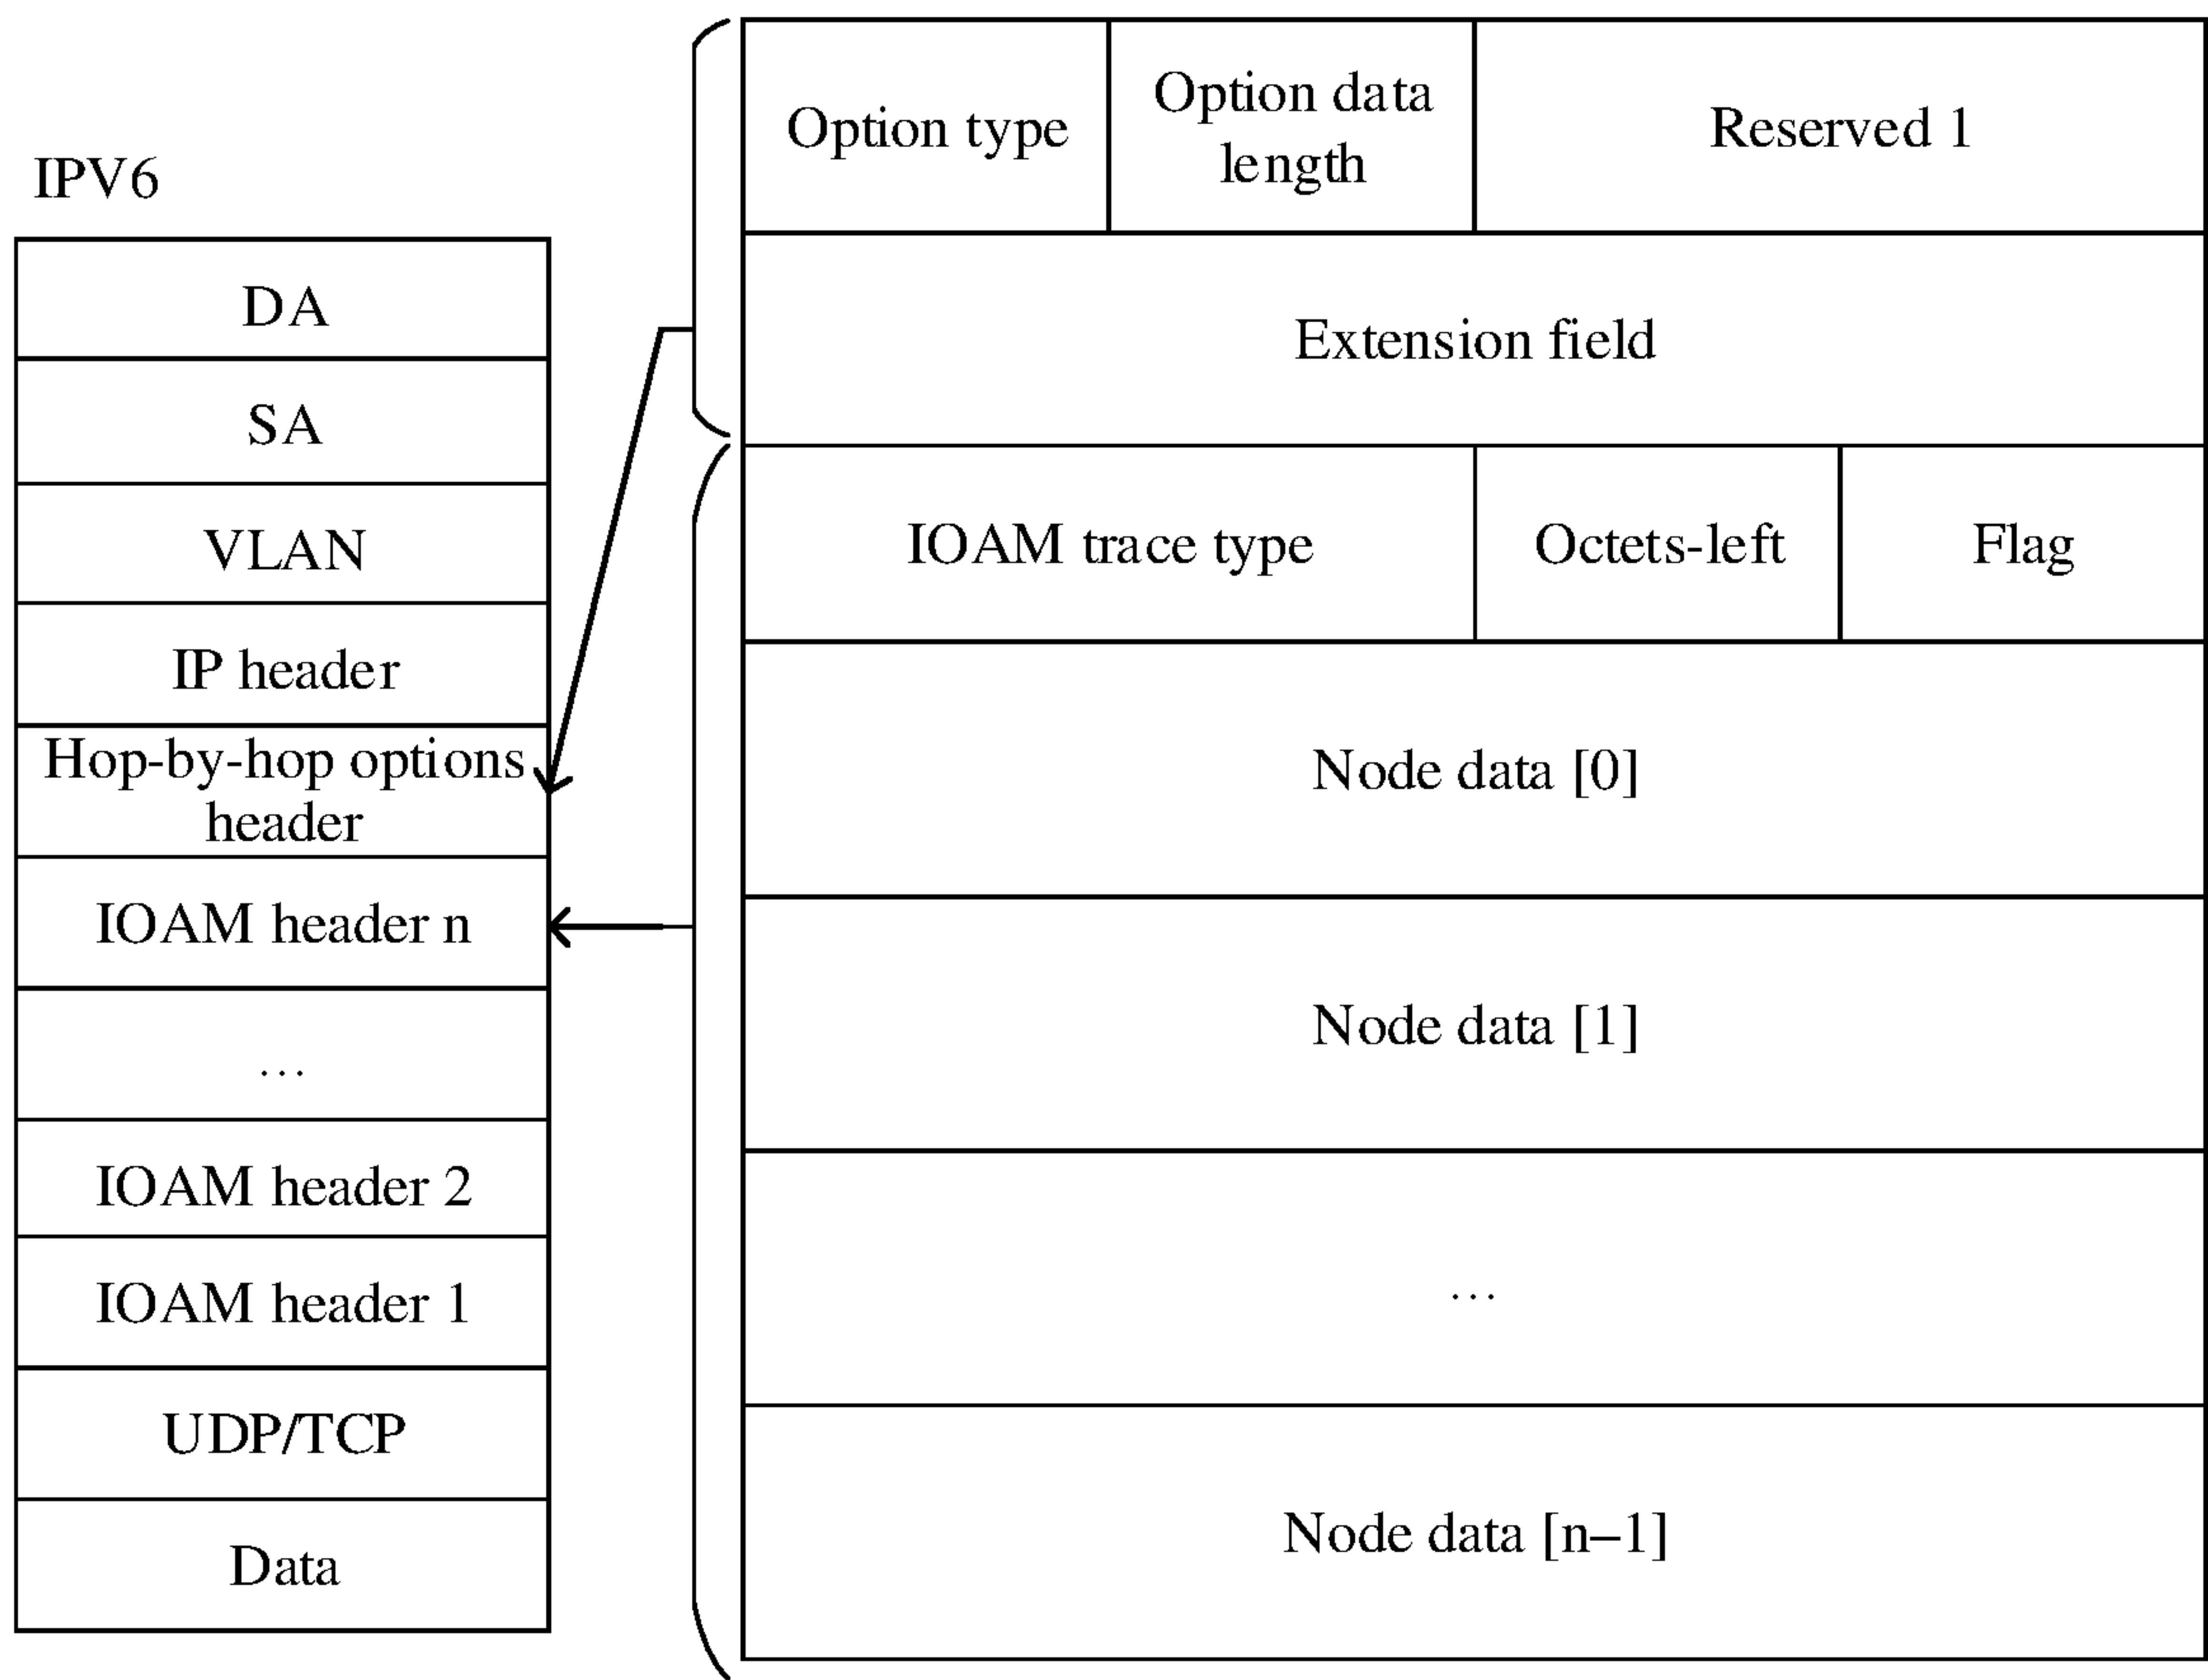 IPV6
DA
SA
VLAN
IP header
Hop-by-hop options
header
IOAM header n
...
IOAM header 2
IOAM header 1
UDP/TCP
Data
Option type
Option data
length
Reserved 1
Extension field
IOAM trace type
Octets-left
Flag
Node data [0]
Node data [1]
...
Node data [n–1]